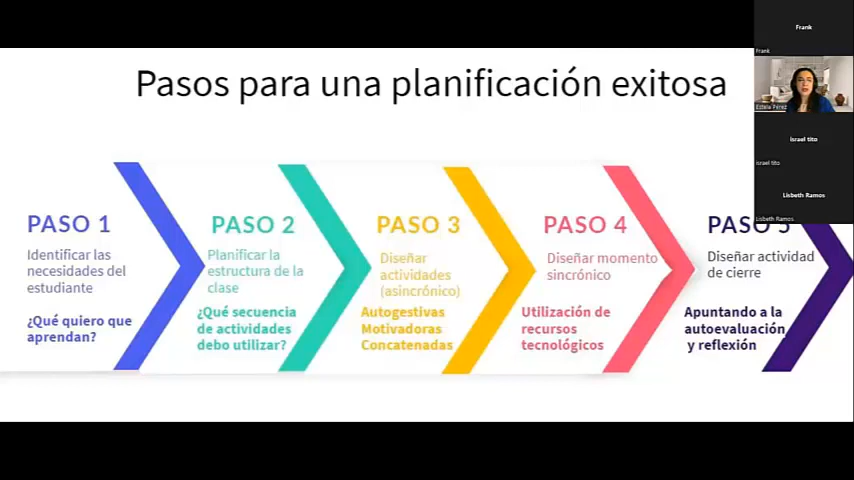 Pasos para una planificación exitosa
PASO 1
Identificar las
necesidades del
estudiante
¿Qué quiero que
aprendan?
PASO 2
Planificar la
estructura de la
clase
¿Qué secuencia
de actividades
debo utilizar?
PASO 3
Diseñar
actividades
(asincrónico)
Autogestivas
Motivadoras
Concatenadas
PASO 4
Diseñar momento
sincrónico
Utilización de
recursos
tecnológicos
PASO 5
Diseñar actividad
de cierre
Apuntando a la
autoevaluación
y reflexión
Frank
Frank
Estela Pérez
israel tito
israel tito
Lisbeth Ramos
Lisbeth Ramos